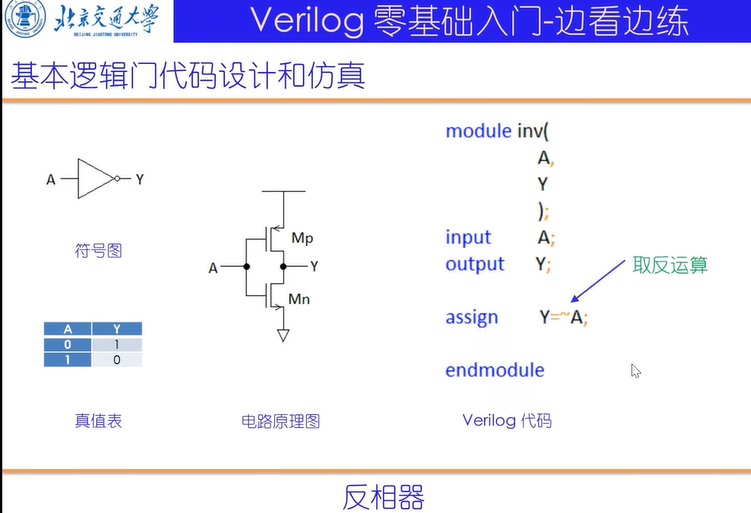 北京交通大学
BEIJING JIAOTONG UNIVERSITY
Verilog 零基础入门-边看边练
基本逻辑门代码设计和仿真
A Y
符号图
A Y
0 1
1 0
真值表
Mp
A Y
Mn
电路原理图
module inv(
A,
Y
);
input A;
output Y;
取反运算
assign Y=~A;
endmodule
Verilog 代码
反相器